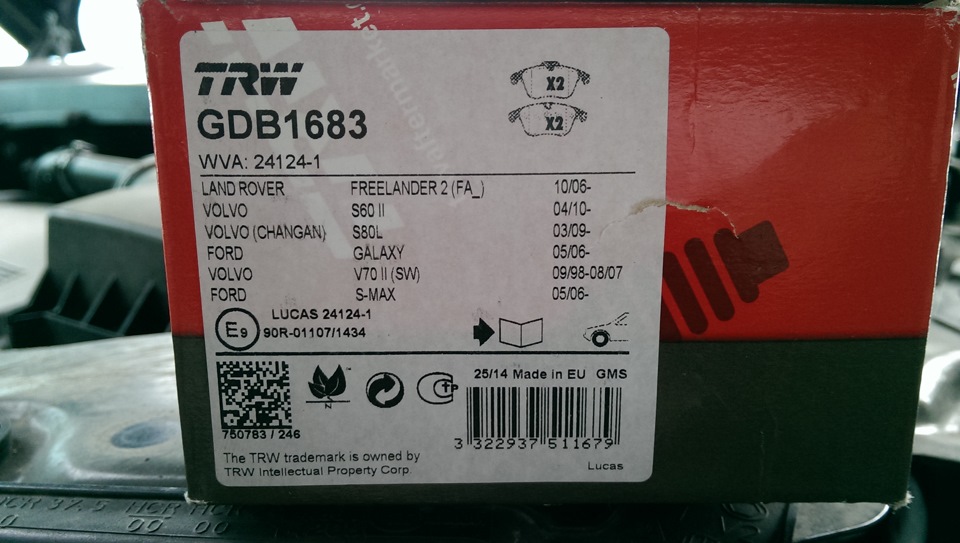 TRW
GDB1683
X2
X2
WVA: 24124-1
LAND ROVER FREELANDER 2 (FA_) 10/06-
VOLVO S60 II 04/10-
VOLVO (CHANGAN) S80L 03/09-
FORD GALAXY 05/06-
VOLVO V70 II (SW) 09/98-08/07
FORD S-MAX 05/06-
LUCAS 24124-1
E9 90R-01107/1434
25/14 Made in EU GMS
N
750783 / 246
3 322937 511679
The TRW trademark is owned by
TRW Intellectual Property Corp.
Lucas
aftermarket